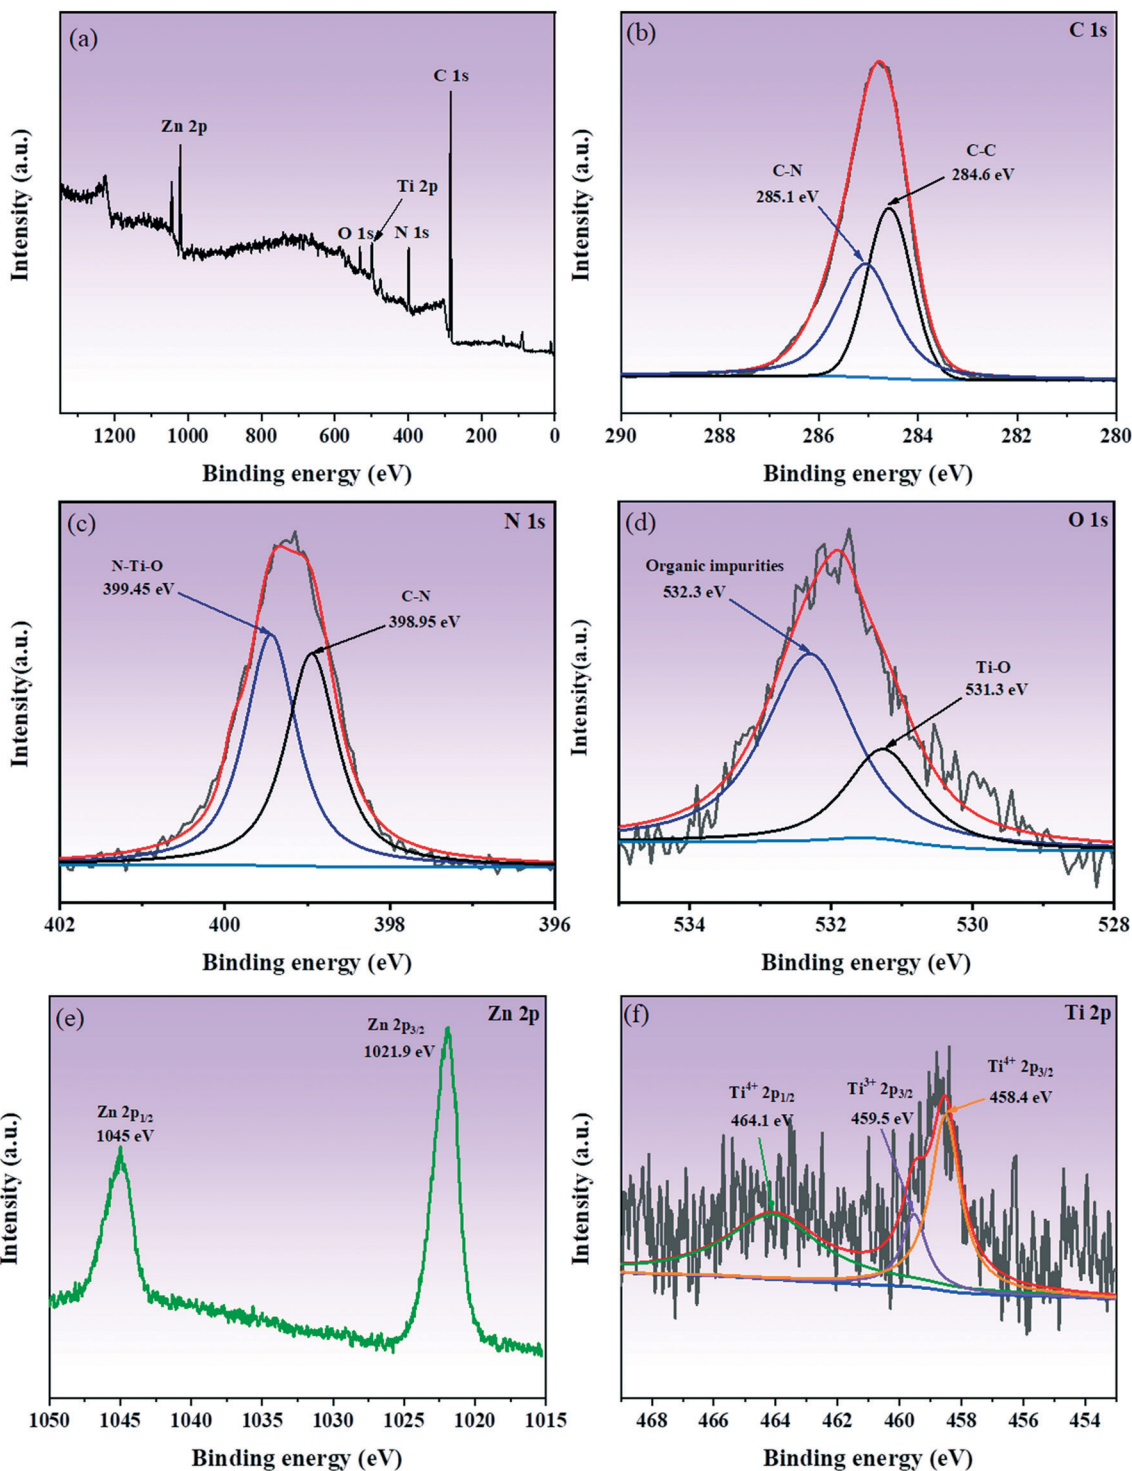 (a)
C 1s
Zn 2p
Ti 2p
O 1s
N 1s
Intensity (a.u.)
1200 1000 800 600 400 200 0
Binding energy (eV)
(b)
C 1s
C-C
284.6 eV
C-N
285.1 eV
Intensity (a.u.)
290 288 286 284 282 280
Binding energy (eV)
(c)
N 1s
N-Ti-O
399.45 eV
C-N
398.95 eV
Intensity(a.u.)
402 400 398 396
Binding energy (eV)
(d)
O 1s
Organic impurities
532.3 eV
Ti-O
531.3 eV
Intensity(a.u.)
534 532 530 528
Binding energy (eV)
(e)
Zn 2p
Zn 2p3/2
1021.9 eV
Zn 2p1/2
1045 eV
Intensity (a.u.)
1050 1045 1040 1035 1030 1025 1020 1015
Binding energy (eV)
(f)
Ti 2p
Ti4+ 2p3/2
458.4 eV
Ti4+ 2p1/2
464.1 eV
Ti3+ 2p3/2
459.5 eV
Intensity (a.u.)
468 466 464 462 460 458 456 454
Binding energy (eV)